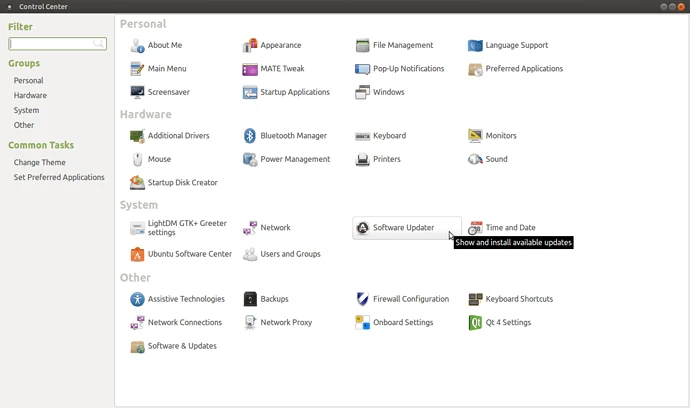 Control Center
Filter
Groups
Personal
Hardware
System
Other
Common Tasks
Change Theme
Set Preferred Applications
Personal
About Me
Appearance
File Management
Language Support
Main Menu
MATE Tweak
Pop-Up Notifications
Preferred Applications
Screensaver
Startup Applications
Windows
Hardware
Additional Drivers
Bluetooth Manager
Keyboard
Monitors
Mouse
Power Management
Printers
Sound
Startup Disk Creator
System
LightDM GTK+ Greeter
settings
Network
Software Updater
Time and Date
Show and install available updates
Ubuntu Software Center
Users and Groups
Other
Assistive Technologies
Backups
Firewall Configuration
Keyboard Shortcuts
Network Connections
Network Proxy
Onboard Settings
Qt 4 Settings
Software & Updates